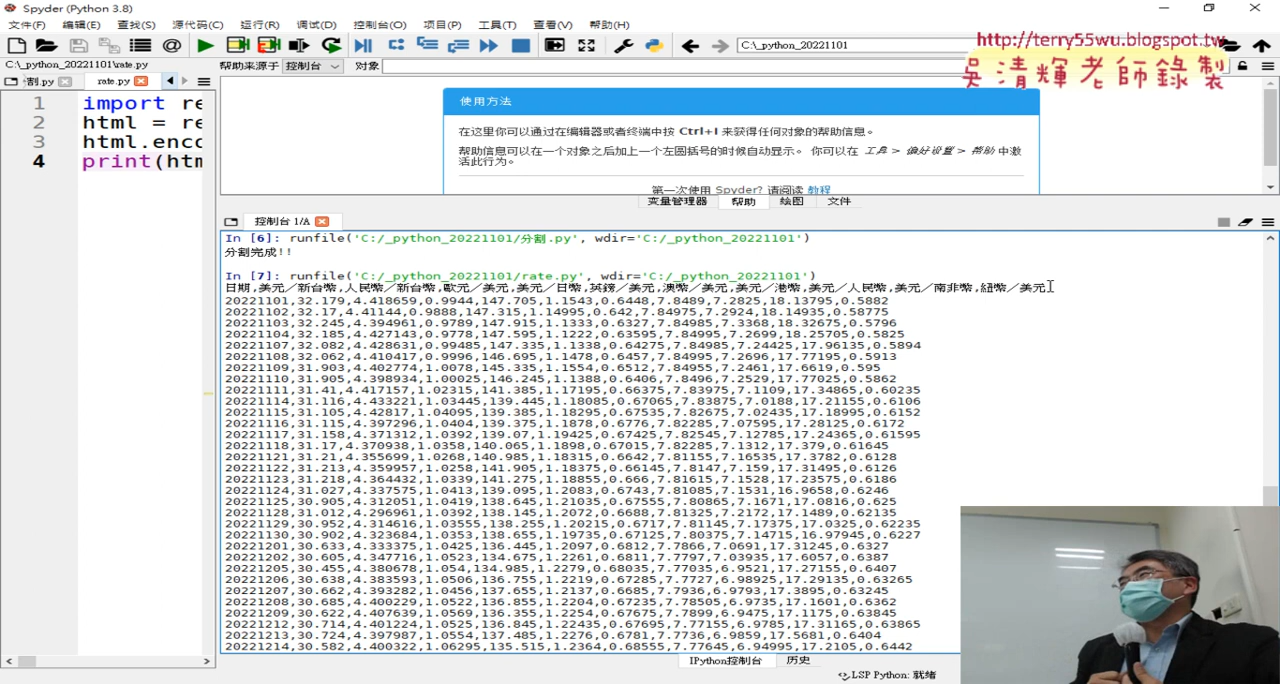 Spyder (Python 3.8)
文件(F) 编辑(E) 查找(S) 源代码(C) 运行(R) 调试(D) 控制台(O) 项目(P) 工具(T) 查看(V) 帮助(H)
C:\_python_20221101
http://terry55wu.blogspot.tw
吳清輝老師錄製
C:\_python_20221101\rate.py
帮助来源于 控制台 对象
割.py rate.py
1 import re
2 html = re
3 html.enco
4 print(htm
使用方法
在这里你可以通过在编辑器或者终端中按 Ctrl+I 来获得任何对象的帮助信息。
帮助信息可以在一个对象之后加上一个左圆括号的时候自动显示。 你可以在 工具 > 偏好设置 > 帮助 中激
活此行为。
第一次使用 Spyder? 请阅读 教程
变量管理器 帮助 绘图 文件
控制台 1/A
In [6]: runfile('C:/_python_20221101/分割.py', wdir='C:/_python_20221101')
分割完成!!
In [7]: runfile('C:/_python_20221101/rate.py', wdir='C:/_python_20221101')
日期,美元／新台幣,人民幣／新台幣,歐元／美元,美元／日幣,英鎊／美元,澳幣／美元,美元／港幣,美元／人民幣,美元／南非幣,紐幣／美元
20221101,32.179,4.418659,0.9944,147.705,1.1543,0.6448,7.8489,7.2825,18.13795,0.5882
20221102,32.17,4.41144,0.9888,147.315,1.14995,0.642,7.84975,7.2924,18.14935,0.58775
20221103,32.245,4.394961,0.9789,147.915,1.1333,0.6327,7.84985,7.3368,18.32675,0.5796
20221104,32.185,4.427143,0.9778,147.595,1.1222,0.63595,7.84995,7.2699,18.25705,0.5825
20221107,32.082,4.428631,0.99485,147.335,1.1338,0.64275,7.84985,7.24425,17.96135,0.5894
20221108,32.062,4.410417,0.9996,146.695,1.1478,0.6457,7.84995,7.2696,17.77195,0.5913
20221109,31.903,4.402774,1.0078,145.335,1.1554,0.6512,7.84955,7.2461,17.6619,0.595
20221110,31.905,4.398934,1.00025,146.245,1.1388,0.6406,7.8496,7.2529,17.77025,0.5862
20221111,31.41,4.417157,1.02315,141.385,1.17195,0.66375,7.83975,7.1109,17.34865,0.60235
20221114,31.116,4.433221,1.03445,139.445,1.18085,0.67065,7.83875,7.0188,17.21155,0.6106
20221115,31.105,4.42817,1.04095,139.385,1.18295,0.67535,7.82675,7.02435,17.18995,0.6152
20221116,31.115,4.397296,1.0404,139.375,1.1878,0.6776,7.82285,7.07595,17.28125,0.6172
20221117,31.158,4.371312,1.0392,139.07,1.19425,0.67425,7.82545,7.12785,17.24365,0.61595
20221118,31.17,4.370938,1.0358,140.065,1.1898,0.67015,7.82285,7.1312,17.379,0.61645
20221121,31.21,4.355699,1.0268,140.985,1.18315,0.6642,7.81155,7.16535,17.3782,0.6128
20221122,31.213,4.359957,1.0258,141.905,1.18375,0.66145,7.8147,7.159,17.31495,0.6126
20221123,31.218,4.364432,1.0339,141.275,1.18855,0.666,7.81615,7.1528,17.23575,0.6186
20221124,31.027,4.337575,1.0413,139.095,1.2083,0.6743,7.81085,7.1531,16.9658,0.6246
20221125,30.905,4.312051,1.0419,138.645,1.21035,0.67555,7.80865,7.1671,17.0816,0.625
20221128,31.012,4.296961,1.0392,138.145,1.2072,0.6688,7.81325,7.2172,17.1489,0.62135
20221129,30.952,4.314616,1.03555,138.255,1.20215,0.6717,7.81145,7.17375,17.0325,0.62235
20221130,30.902,4.323684,1.0353,138.655,1.19735,0.67125,7.80375,7.14715,16.97945,0.6227
20221201,30.633,4.333375,1.0425,136.445,1.2097,0.6812,7.7866,7.0691,17.31245,0.6327
20221202,30.605,4.347716,1.0523,134.675,1.2261,0.6811,7.7797,7.03935,17.6057,0.6387
20221205,30.455,4.380678,1.054,134.985,1.2279,0.68035,7.77035,6.9521,17.27155,0.6407
20221206,30.638,4.383593,1.0506,136.755,1.2219,0.67285,7.7727,6.98925,17.29135,0.63265
20221207,30.662,4.393282,1.0456,137.655,1.2137,0.6685,7.7936,6.9793,17.3895,0.63245
20221208,30.685,4.400229,1.0522,136.855,1.2204,0.67235,7.78505,6.9735,17.1601,0.6362
20221209,30.622,4.407639,1.0569,136.355,1.2254,0.67675,7.7899,6.9475,17.1175,0.63845
20221212,30.714,4.401224,1.0525,136.845,1.22435,0.67695,7.77155,6.9785,17.31165,0.63865
20221213,30.724,4.397987,1.0554,137.485,1.2276,0.6781,7.7736,6.9859,17.5681,0.6404
20221214,30.582,4.400322,1.06295,135.515,1.2364,0.68555,7.77645,6.94995,17.2105,0.6442
IPython控制台 历史
LSP Python: 就绪